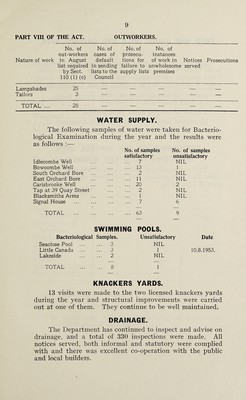 9
PART VIII OF THE ACT. OUTWORKERS.
Nature of work No. of out-workers in August list required by Sect. 110 (1) (c) No. of cases of default in sending lists to the Council No. of prosecu-tions for failure to supply lists No. of instances of work in unwholesome premises Notices served Prosecutions
Lampshades 25 — — — — —
Tailors 3 — — — — —
TOTAL ... 28 — — — — —
WATER SUPPLY.
The following samples of water were taken for Bacterio-
logical Examination during the year and the results were
as follows :—
No. of samples satisfactory No. of samples unsatisfactory
Idlecombe Well ... ... ... 7 NIL
Bowcombe Well ... ... ... 12 1
South Orchard Bore ... ... ... 2 NIL
East Orchard Bore ... ... ... 11 NIL
Carisbrooke Well ... ... ... 20 2
Tap at 39 Quay Street ... ... ... 2 NIL
Blacksmiths Arms ... ... ... 1 NIL
Signal House ... ... ... 7 6
TOTAL ... ... ... 63 9
SWIMMING POOLS.
Bacteriological Samples. Unsatisfactory Date
Seaclose Pool ... ... 3 NIL
Little Canada ... ... 3 1 10.8.1953.
Lakeside ... ... 2 NIL
TOTAL ... ... 8 1
KNACKERS YARDS.
13 visits were made to the two licensed knackers yards
during the year and structural improvements were carried
out at one of them. They continue to be well maintained.
DRAINAGE.
The Department has continued to inspect and advise on
drainage, and a total of 330 inspections were made. All
notices served, both informal and statutory were complied
with and there was excellent co-operation with the public
and local builders.